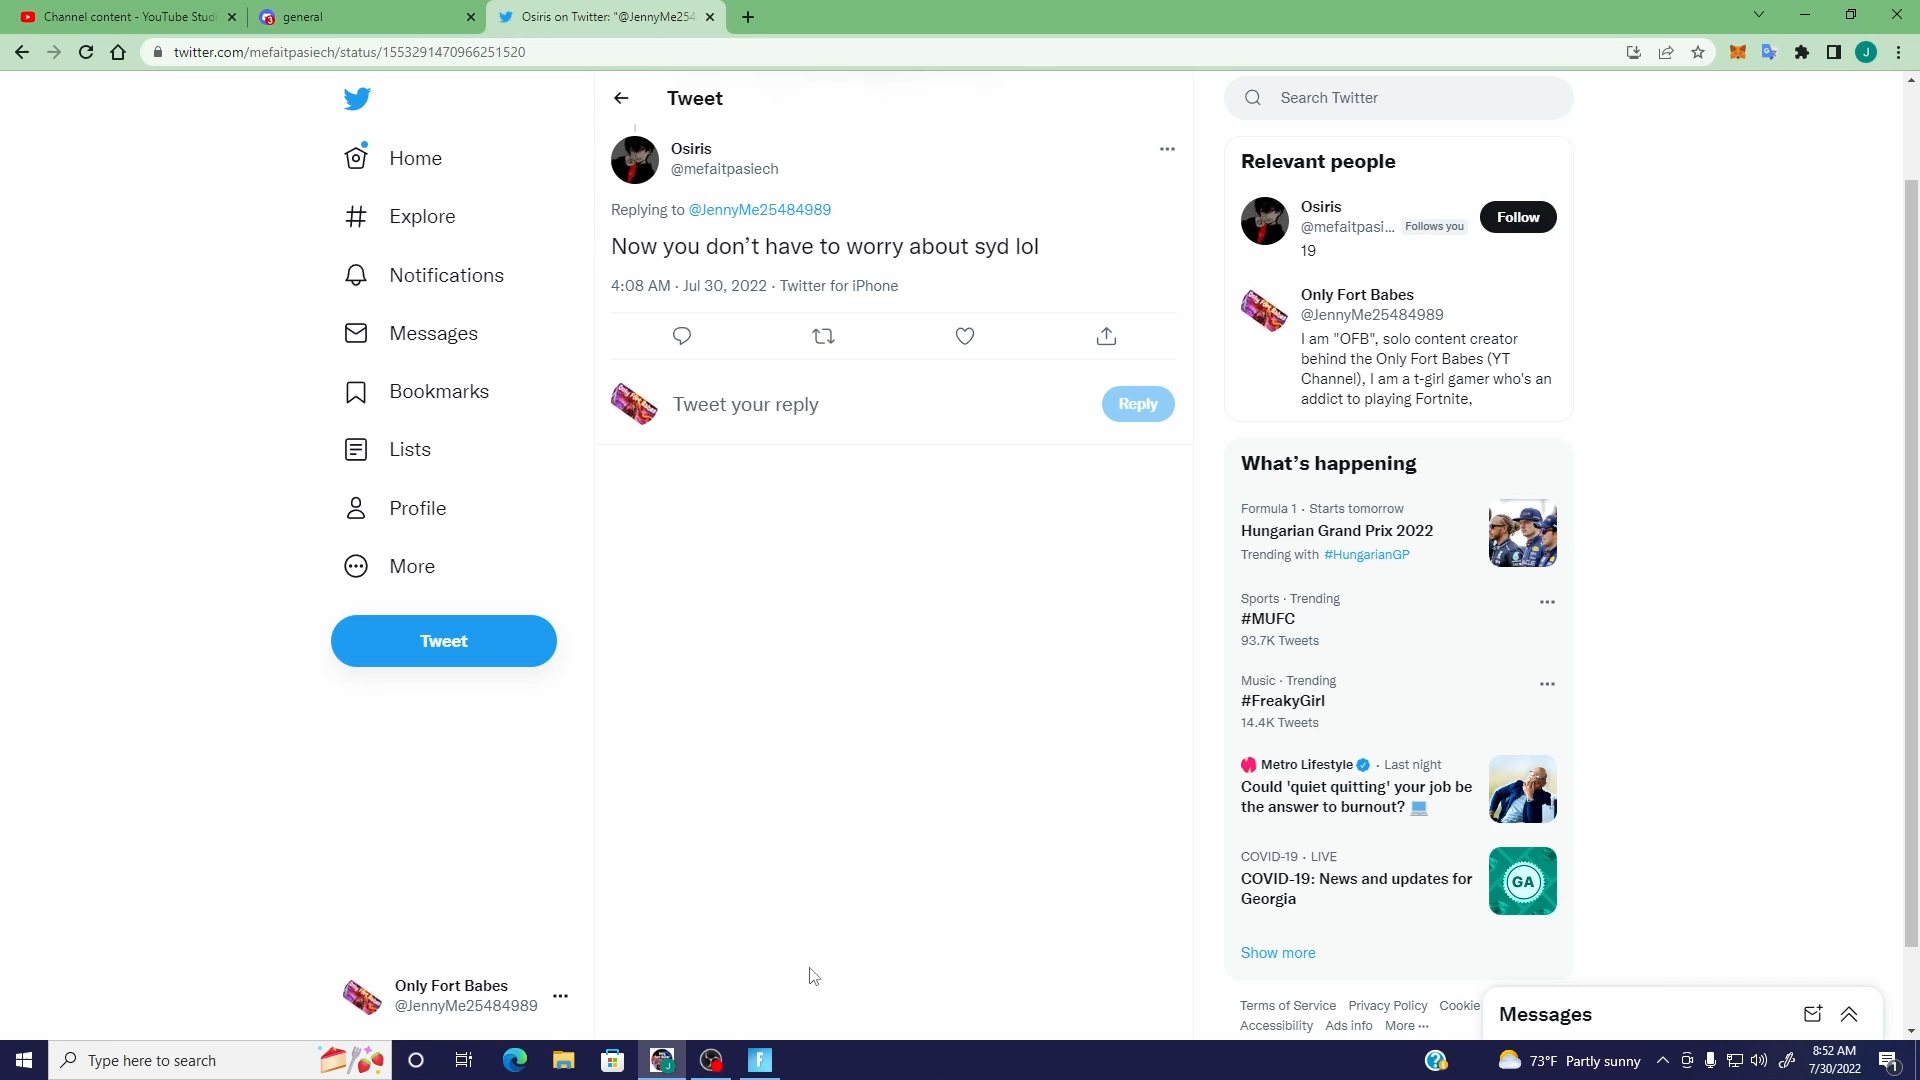 Channel content - YouTube Studi
general
Osiris on Twitter: "@JennyMe254
twitter.com/mefaitpasiech/status/1553291470966251520
J
Home
Explore
Notifications
Messages
Bookmarks
Lists
Profile
More
Tweet
Only Fort Babes
@JennyMe25484989
Tweet
Osiris
@mefaitpasiech
Replying to @JennyMe25484989
Now you don’t have to worry about syd lol
4:08 AM · Jul 30, 2022 · Twitter for iPhone
Tweet your reply
Reply
Search Twitter
Relevant people
Osiris
@mefaitpasi... Follows you
Follow
19
Only Fort Babes
@JennyMe25484989
I am "OFB", solo content creator
behind the Only Fort Babes (YT
Channel), I am a t-girl gamer who's an
addict to playing Fortnite,
What’s happening
Formula 1 · Starts tomorrow
Hungarian Grand Prix 2022
Trending with #HungarianGP
Sports · Trending
#MUFC
93.7K Tweets
Music · Trending
#FreakyGirl
14.4K Tweets
Metro Lifestyle · Last night
Could 'quiet quitting' your job be
the answer to burnout?
COVID-19 · LIVE
COVID-19: News and updates for
Georgia
GA
Show more
Terms of Service Privacy Policy Cookie
Accessibility Ads info More ...
Messages
Type here to search
73°F Partly sunny
8:52 AM
7/30/2022
1